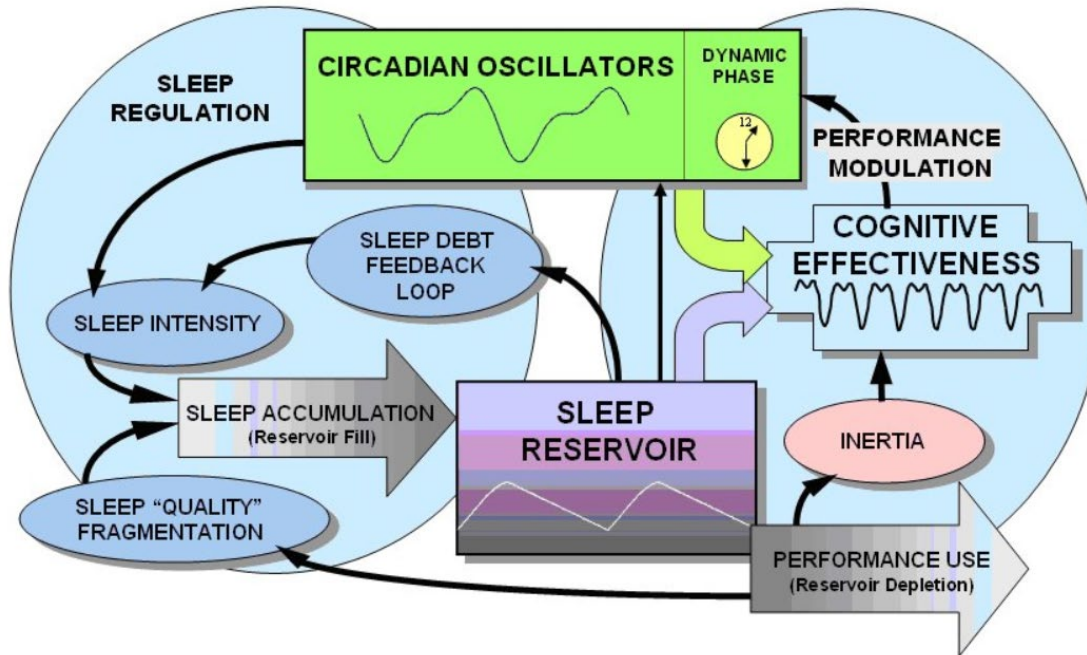 CIRCADIAN OSCILLATORS
DYNAMIC
PHASE
12
SLEEP
REGULATION
PERFORMANCE
MODULATION
SLEEP DEBT
FEEDBACK
LOOP
COGNITIVE
EFFECTIVENESS
SLEEP INTENSITY
SLEEP ACCUMULATION
(Reservoir Fill)
SLEEP
RESERVOIR
INERTIA
SLEEP “QUALITY”
FRAGMENTATION
PERFORMANCE USE
(Reservoir Depletion)